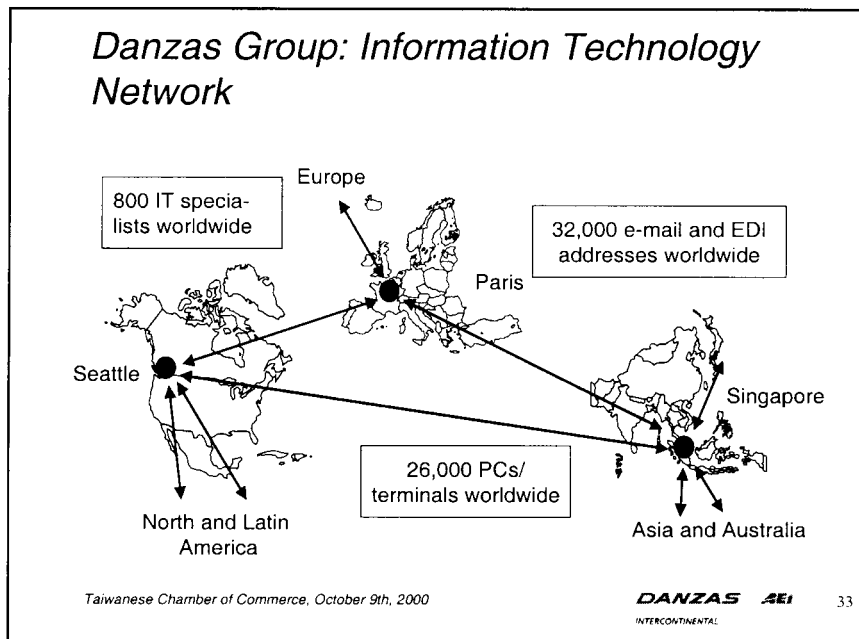 Danzas Group: Information Technology
Network
Europe
800 IT specia-
lists worldwide
32,000 e-mail and EDI
addresses worldwide
Paris
Seattle
Singapore
26,000 PCs/
terminals worldwide
North and Latin
America
Asia and Australia
Taiwanese Chamber of Commerce, October 9th, 2000
DANZAS AEI
INTERCONTINENTAL
33